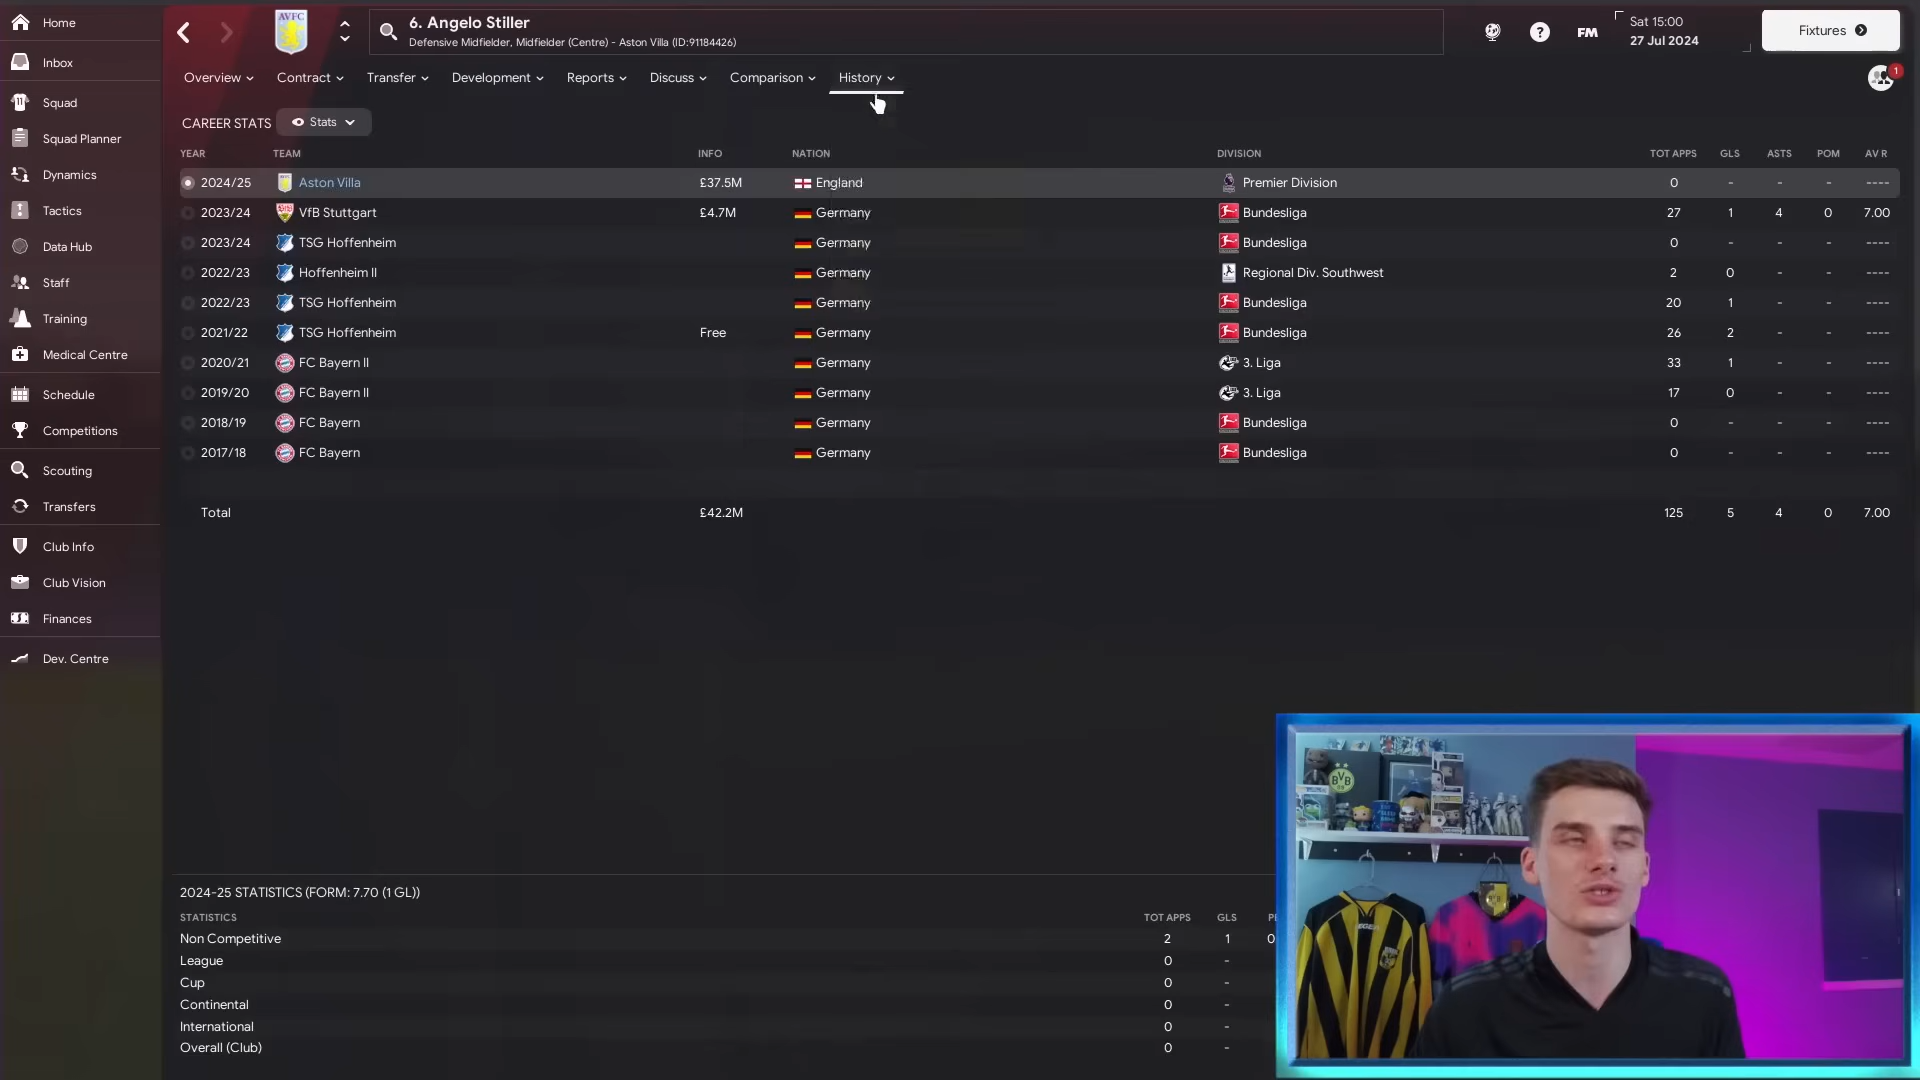 Home
Inbox
Squad
Squad Planner
Dynamics
Tactics
Data Hub
Staff
Training
Medical Centre
Schedule
Competitions
Scouting
Transfers
Club Info
Club Vision
Finances
Dev. Centre
AVFC
6. Angelo Stiller
Defensive Midfielder, Midfielder (Centre) - Aston Villa (ID:91184426)
? FM
Sat 15:00
27 Jul 2024
Fixtures
Overview Contract Transfer Development Reports Discuss Comparison History
1
CAREER STATS Stats
YEAR TEAM INFO NATION DIVISION TOT APPS GLS ASTS POM AV R
2024/25 Aston Villa £37.5M England Premier Division 0 - - - ----
2023/24 VfB Stuttgart £4.7M Germany Bundesliga 27 1 4 0 7.00
2023/24 TSG Hoffenheim Germany Bundesliga 0 - - - ----
2022/23 Hoffenheim II Germany Regional Div. Southwest 2 0 - - ----
2022/23 TSG Hoffenheim Germany Bundesliga 20 1 - - ----
2021/22 TSG Hoffenheim Free Germany Bundesliga 26 2 - - ----
2020/21 FC Bayern II Germany 3. Liga 33 1 - - ----
2019/20 FC Bayern II Germany 3. Liga 17 0 - - ----
2018/19 FC Bayern Germany Bundesliga 0 - - - ----
2017/18 FC Bayern Germany Bundesliga 0 - - - ----
Total £42.2M 125 5 4 0 7.00
2024-25 STATISTICS (FORM: 7.70 (1 GL))
STATISTICS TOT APPS GLS
Non Competitive 2 1 0
League 0 -
Cup 0 -
Continental 0 -
International 0 -
Overall (Club) 0 -
BVB